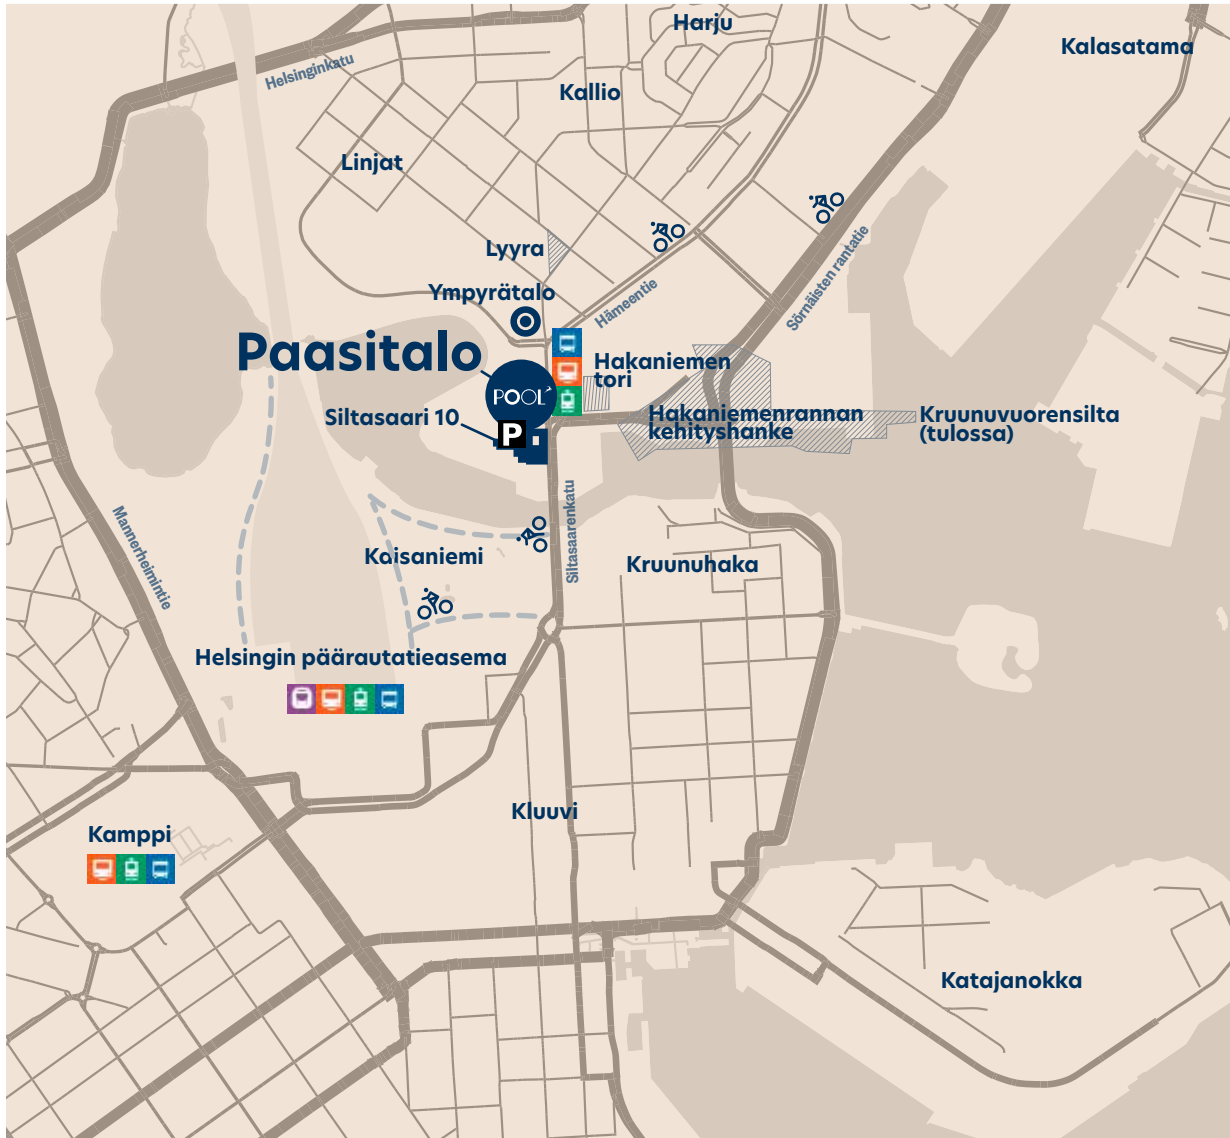 Harju
Kalasatama
Helsinginkatu
Kallio
Linjat
Lyyra
Ympyrätalo
Hämeentie
Sörnäisten rantatie
Paasitalo
POOL
Hakaniemen
tori
Siltasaari 10
P
Hakaniemenrannan
kehityshanke
Kruunuvuorensilta
(tulossa)
Mannerheimintie
Siltasaarenkatu
Kaisaniemi
Kruunuhaka
Helsingin päärautatieasema
Kluuvi
Kamppi
Katajanokka